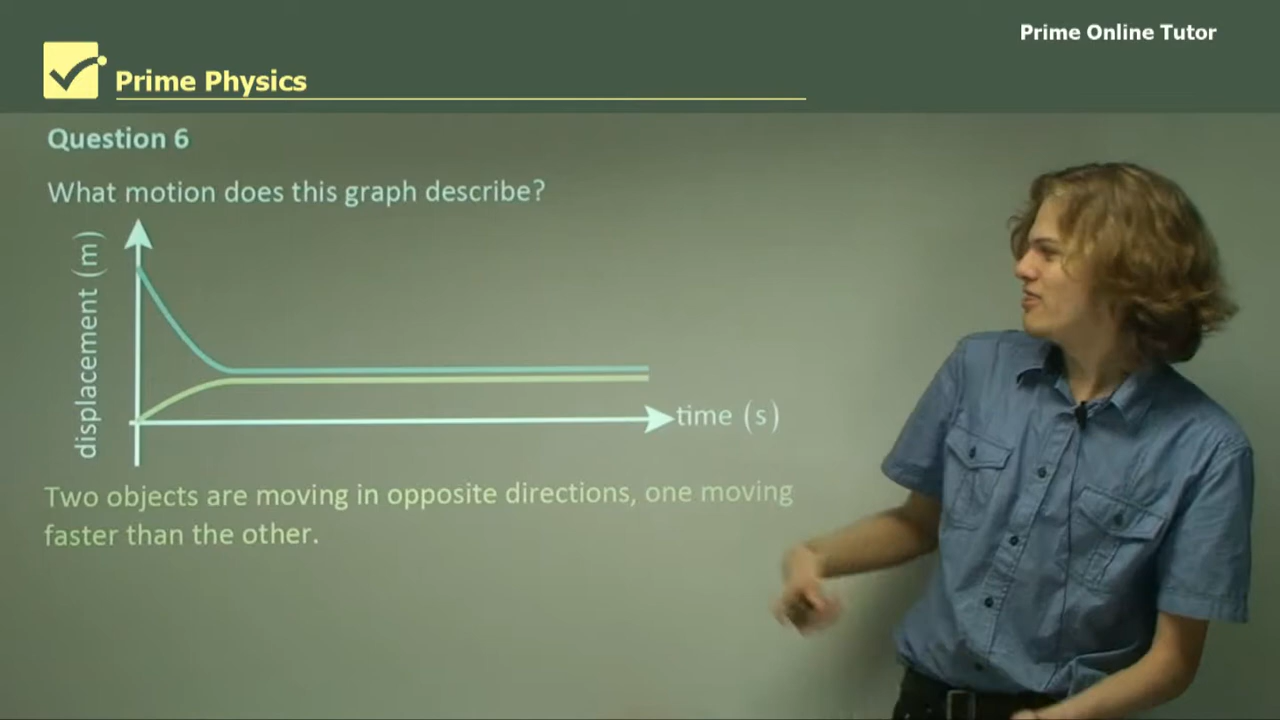 Prime Online Tutor
Prime Physics
Question 6
What motion does this graph describe?
displacement (m)
time (s)
Two objects are moving in opposite directions, one moving
faster than the other.